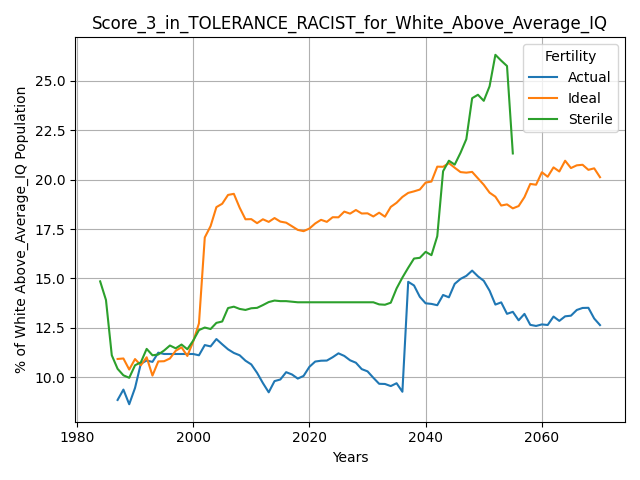 Score_3_in_TOLERANCE_RACIST_for_White_Above_Average_IQ
% of White Above_Average_IQ Population
25.0
22.5
20.0
17.5
15.0
12.5
10.0
Fertility
Actual
Ideal
Sterile
1980 2000 2020 2040 2060
Years